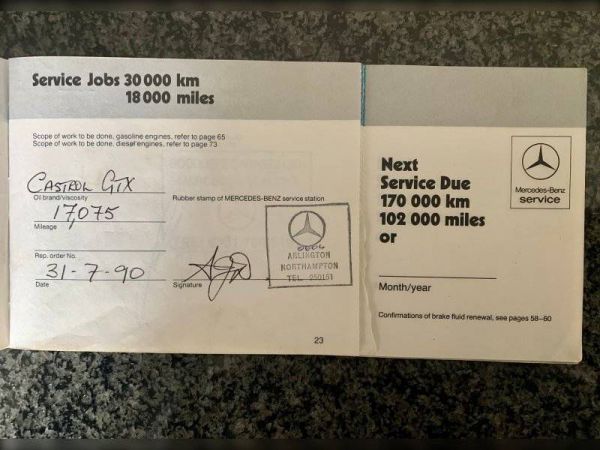 Service Jobs 30 000 km
18 000 miles
Scope of work to be done, gasoline engines, refer to page 65
Scope of work to be done, diesel engines, refer to page 73
CASTROL GTX
Oil brand/viscosity
Rubber stamp of MERCEDES-BENZ service station
17,075
Mileage
ARLINGTON
NORTHAMPTON
TEL 250151
Rep. order No.
31-7-90
Date
Signature
23
Next
Service Due
170 000 km
102 000 miles
or
Month/year
Confirmations of brake fluid renewal, see pages 58–60
Mercedes-Benz
service